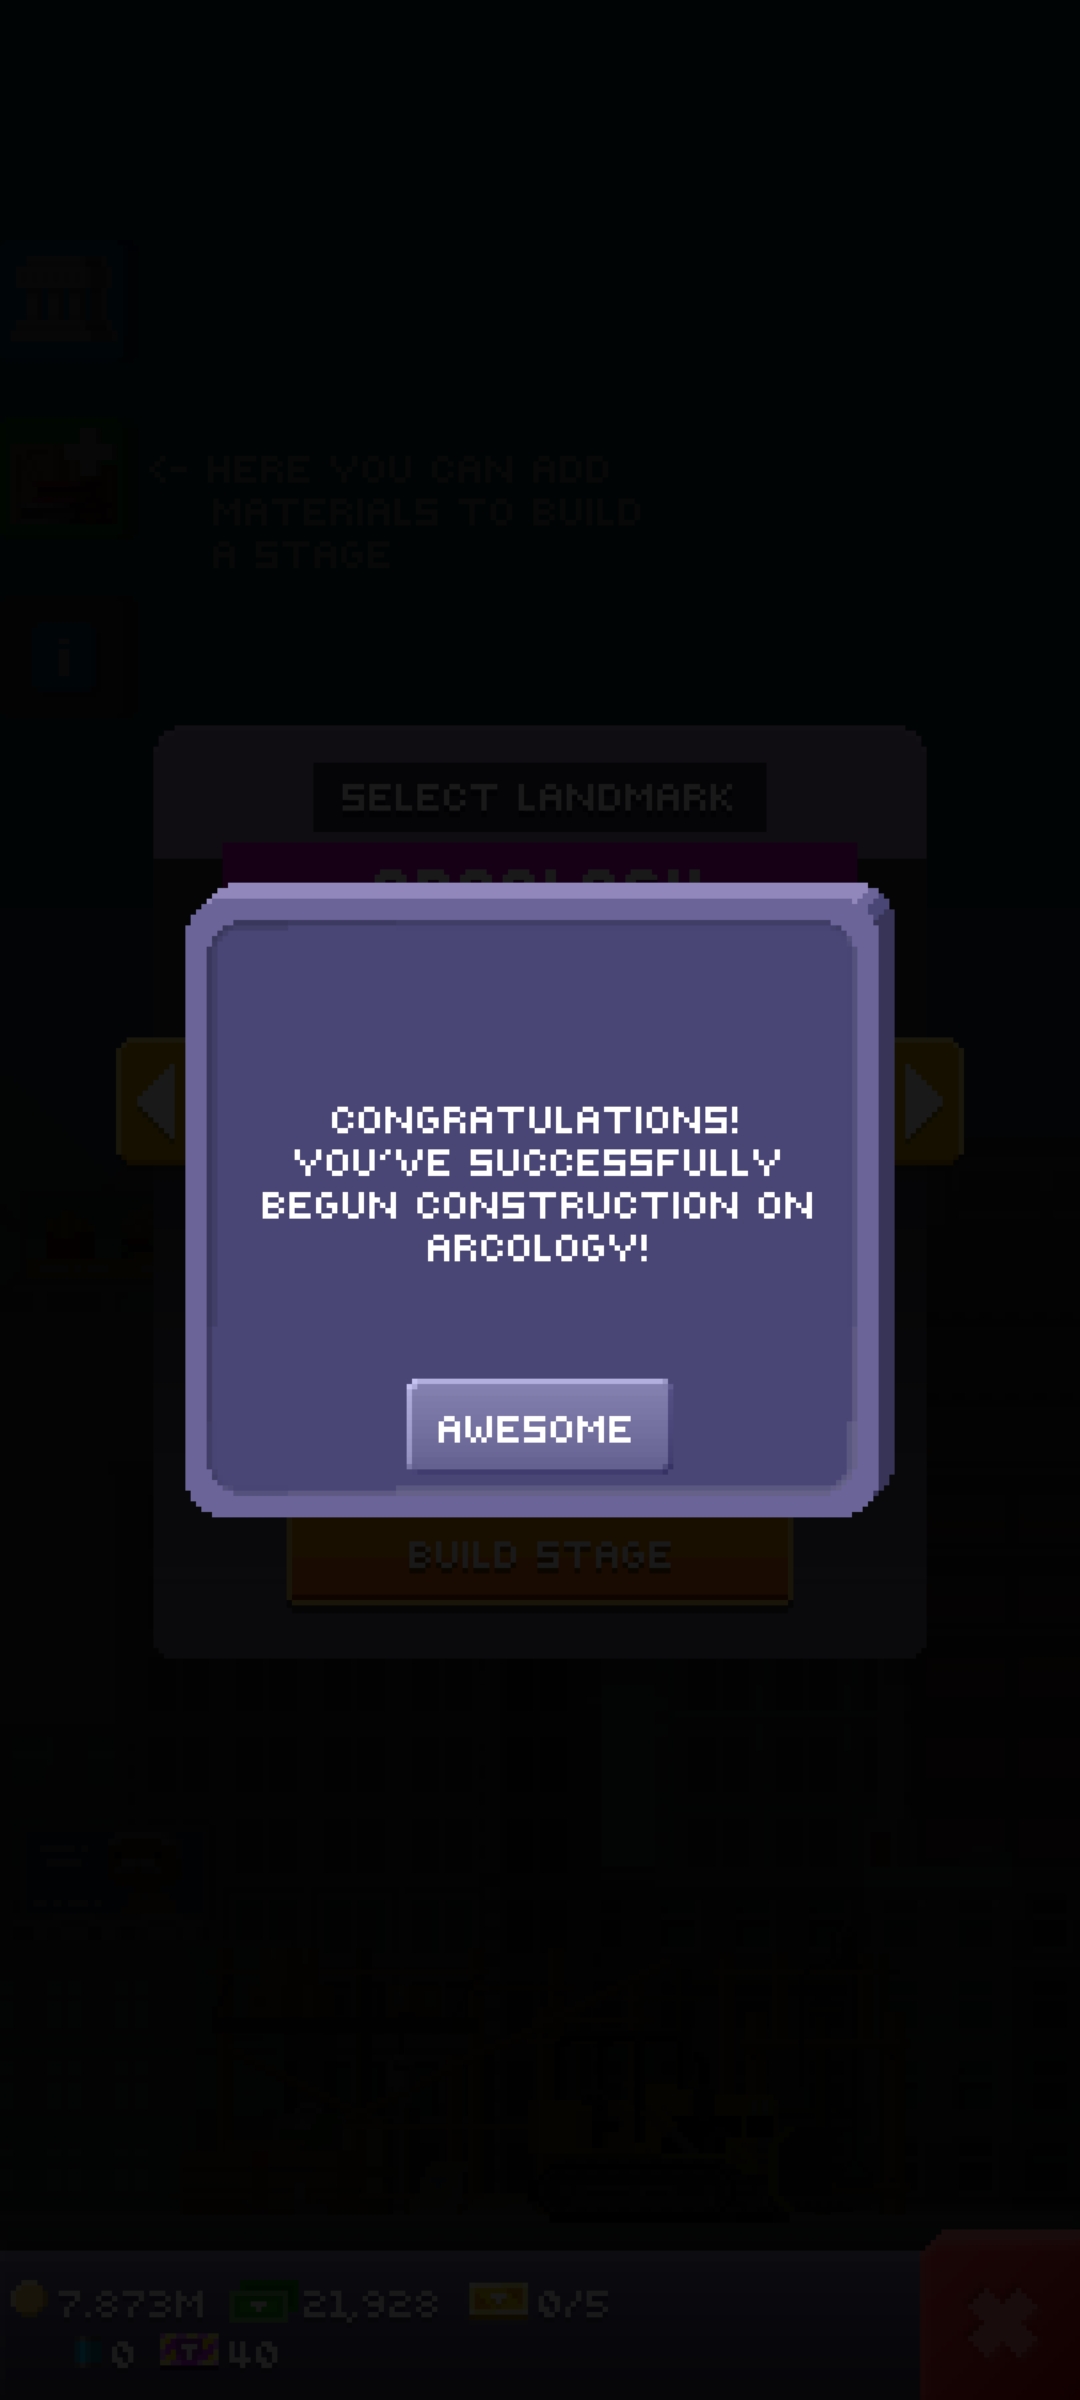 <- HERE YOU CAN ADD
MATERIALS TO BUILD
A STAGE
i
SELECT LANDMARK
ARCOLOGY
CONGRATULATIONS!
YOU'VE SUCCESSFULLY
BEGUN CONSTRUCTION ON
ARCOLOGY!
AWESOME
BUILD STAGE
7.873M 21,928 0/5
0 T 40